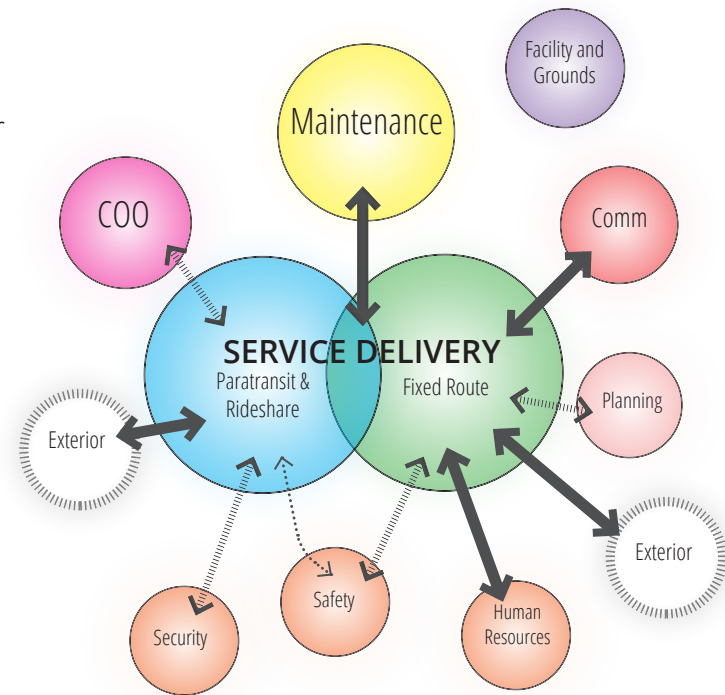 Facility and
Grounds
Maintenance
r
COO
Comm
SERVICE DELIVERY
Paratransit &
Rideshare
Fixed Route
Planning
Exterior
Exterior
Safety
Human
Resources
Security